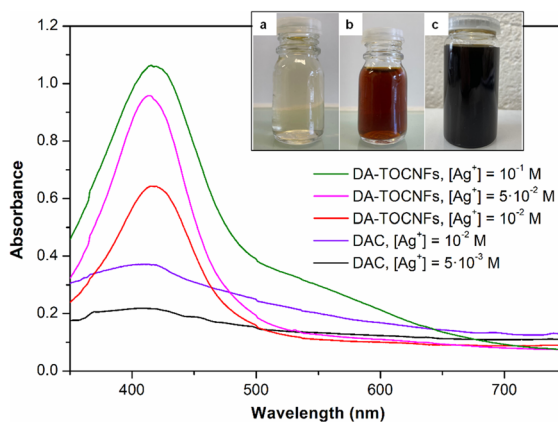 a
b
c
1.2
1.0
0.8
0.6
0.4
0.2
0.0
Absorbance
DA-TOCNFs, [Ag⁺] = 10⁻¹ M
DA-TOCNFs, [Ag⁺] = 5·10⁻² M
DA-TOCNFs, [Ag⁺] = 10⁻² M
DAC, [Ag⁺] = 10⁻² M
DAC, [Ag⁺] = 5·10⁻³ M
400
500
600
700
Wavelength (nm)